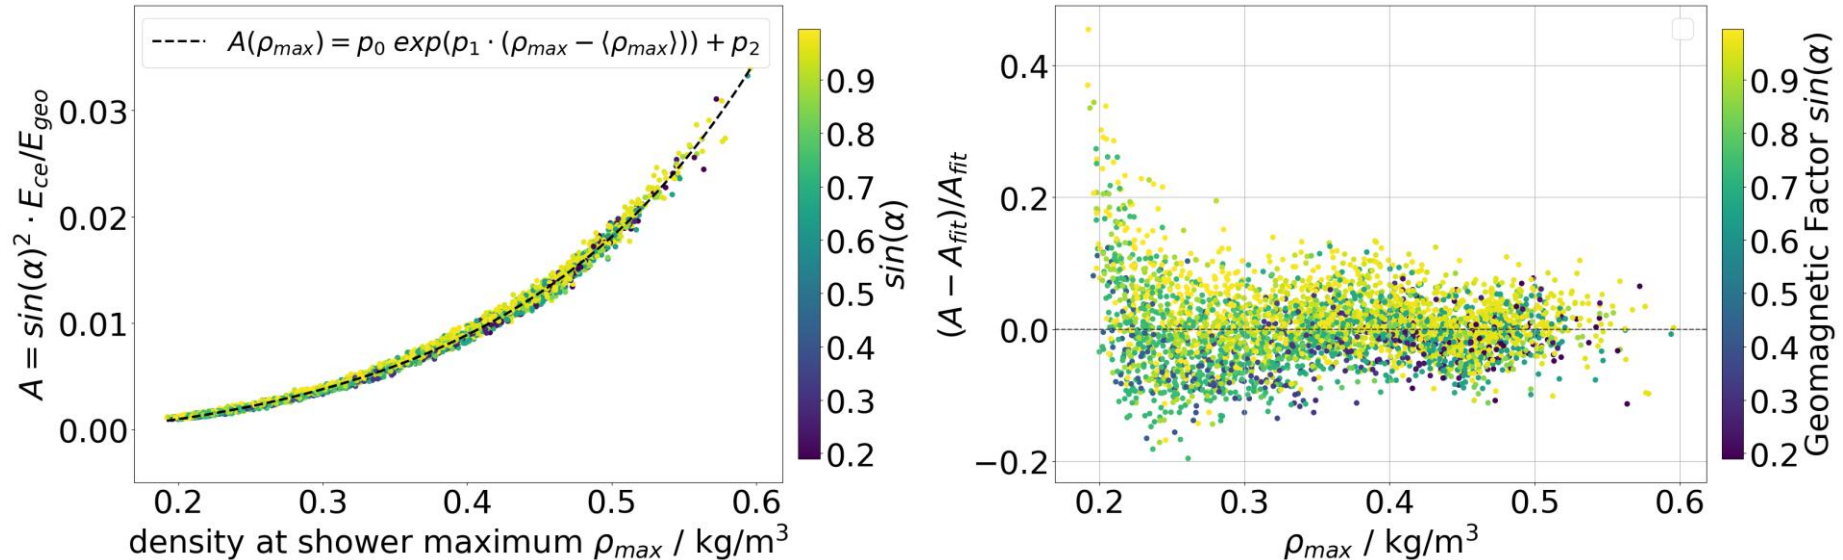 A(ρmax) = p0 exp(p1 · (ρmax − ⟨ρmax⟩)) + p2
A = sin(α)² · Ece/Egeo
0.03
0.02
0.01
0.00
0.2 0.3 0.4 0.5 0.6
density at shower maximum ρmax / kg/m³
0.9
0.8
0.7
0.6
0.5
0.4
0.3
0.2
sin(α)
(A − Afit)/Afit
0.4
0.2
0.0
−0.2
0.2 0.3 0.4 0.5 0.6
ρmax / kg/m³
0.9
0.8
0.7
0.6
0.5
0.4
0.3
0.2
Geomagnetic Factor sin(α)